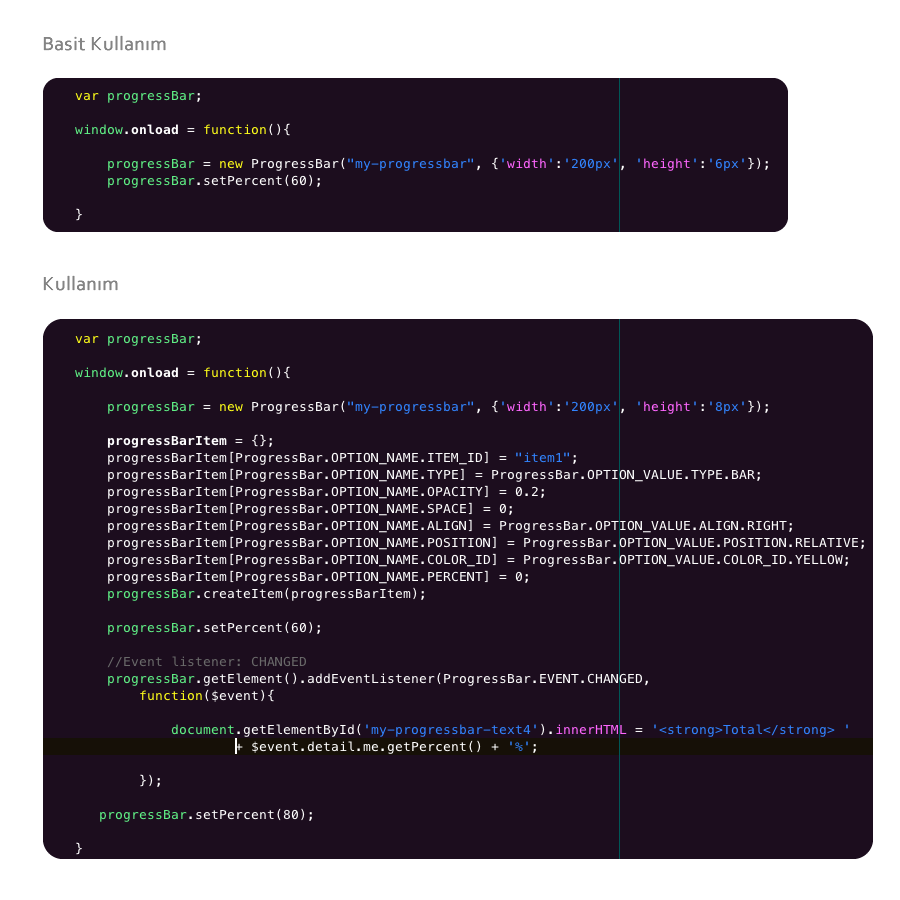 Basit Kullanım
var progressBar;
window.onload = function(){
progressBar = new ProgressBar("my-progressbar", {'width':'200px', 'height':'6px'});
progressBar.setPercent(60);
}
Kullanım
var progressBar;
window.onload = function(){
progressBar = new ProgressBar("my-progressbar", {'width':'200px', 'height':'8px'});
progressBarItem = {};
progressBarItem[ProgressBar.OPTION_NAME.ITEM_ID] = "item1";
progressBarItem[ProgressBar.OPTION_NAME.TYPE] = ProgressBar.OPTION_VALUE.TYPE.BAR;
progressBarItem[ProgressBar.OPTION_NAME.OPACITY] = 0.2;
progressBarItem[ProgressBar.OPTION_NAME.SPACE] = 0;
progressBarItem[ProgressBar.OPTION_NAME.ALIGN] = ProgressBar.OPTION_VALUE.ALIGN.RIGHT;
progressBarItem[ProgressBar.OPTION_NAME.POSITION] = ProgressBar.OPTION_VALUE.POSITION.RELATIVE;
progressBarItem[ProgressBar.OPTION_NAME.COLOR_ID] = ProgressBar.OPTION_VALUE.COLOR_ID.YELLOW;
progressBarItem[ProgressBar.OPTION_NAME.PERCENT] = 0;
progressBar.createItem(progressBarItem);
progressBar.setPercent(60);
//Event listener: CHANGED
progressBar.getElement().addEventListener(ProgressBar.EVENT.CHANGED,
function($event){
document.getElementById('my-progressbar-text4').innerHTML = '<strong>Total</strong> '
+ $event.detail.me.getPercent() + '%';
});
progressBar.setPercent(80);
}